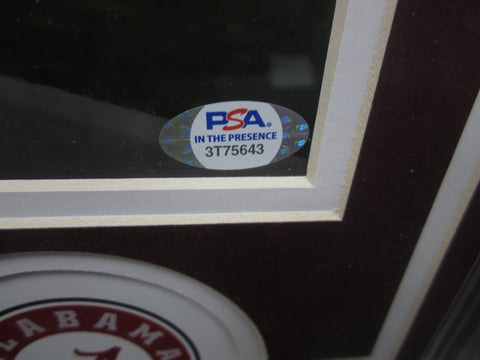 PSA.
IN THE PRESENCE
3T75643
ALABAMA
A